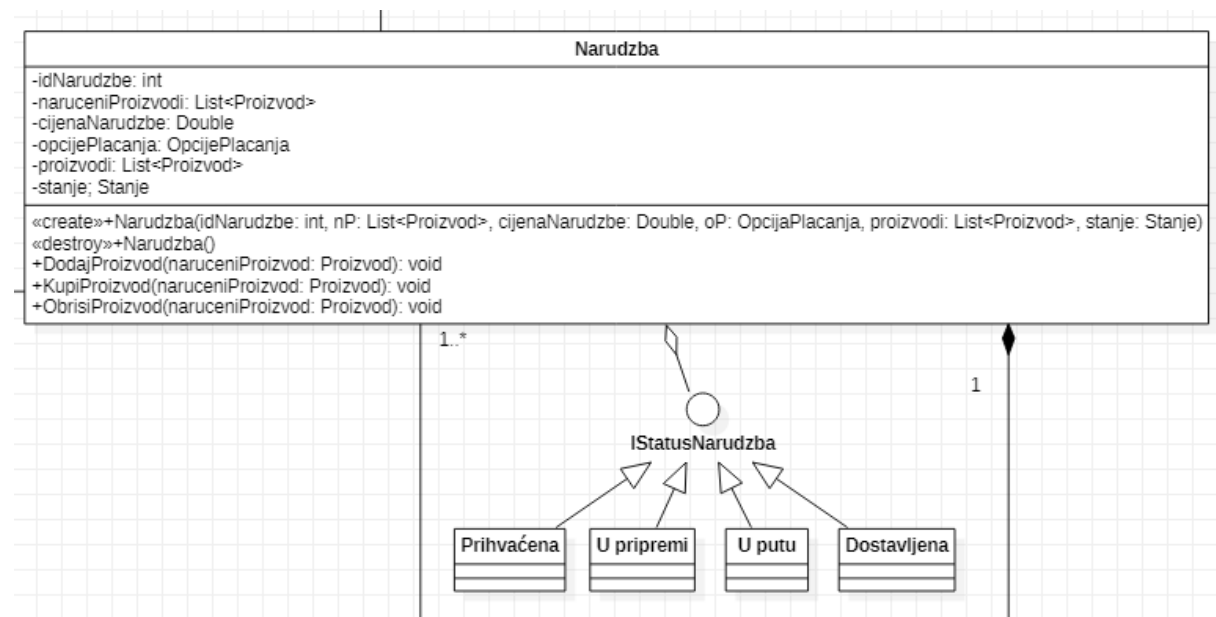 Narudzba
-idNarudzbe: int
-naruceniProizvodi: List<Proizvod>
-cijenaNarudzbe: Double
-opcijePlacanja: OpcijePlacanja
-proizvodi: List<Proizvod>
-stanje; Stanje
«create»+Narudzba(idNarudzbe: int, nP: List<Proizvod>, cijenaNarudzbe: Double, oP: OpcijaPlacanja, proizvodi: List<Proizvod>, stanje: Stanje)
«destroy»+Narudzba()
+DodajProizvod(naruceniProizvod: Proizvod): void
+KupiProizvod(naruceniProizvod: Proizvod): void
+ObrisiProizvod(naruceniProizvod: Proizvod): void
1..*
1
IStatusNarudzba
Prihvaćena
U pripremi
U putu
Dostavljena